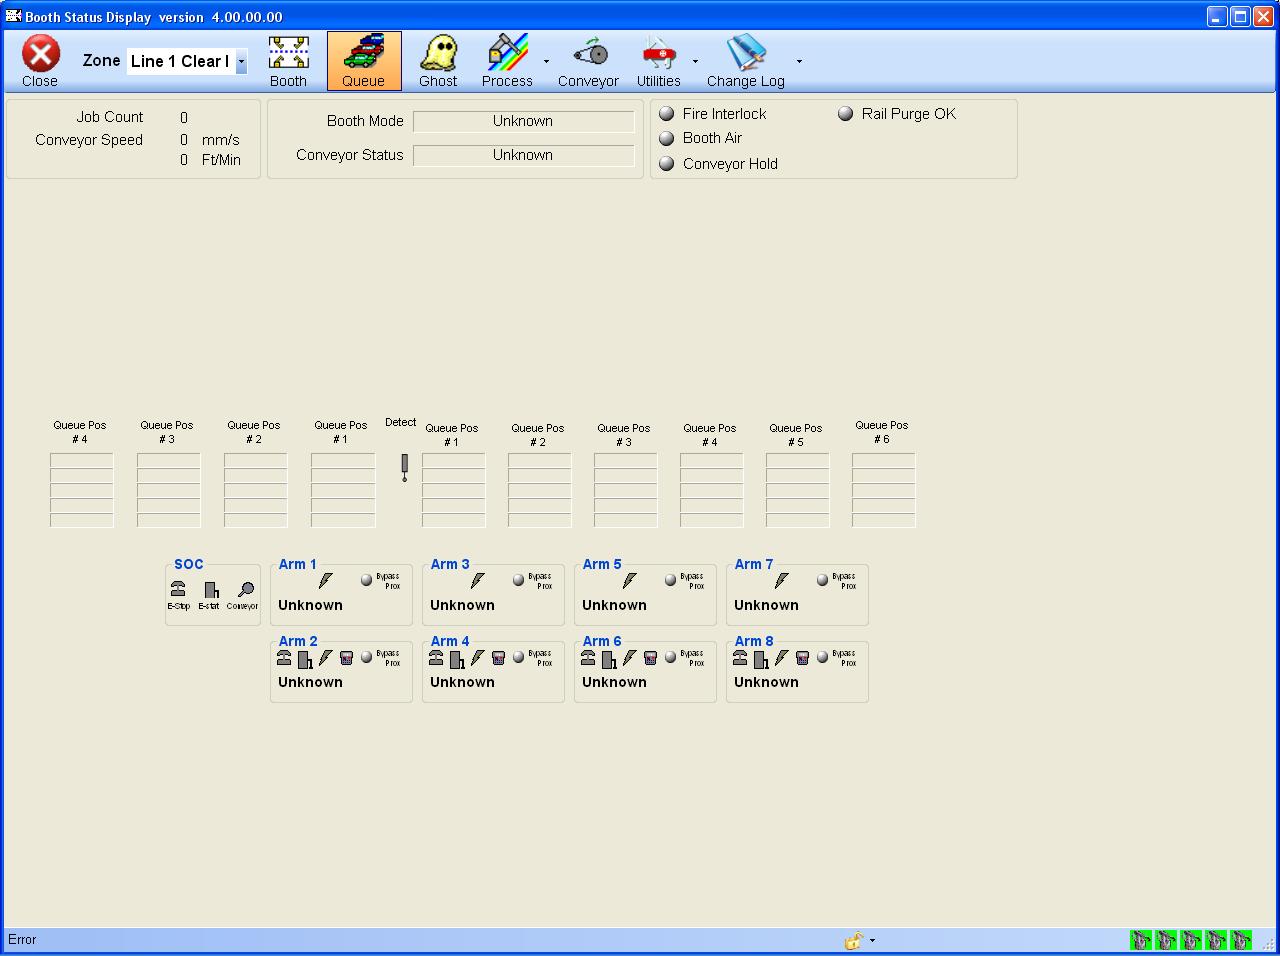 Booth Status Display version 4.00.00.00
Close
Zone Line 1 Clear
Booth
Queue
Ghost
Process
Conveyor
Utilities
Change Log
Job Count 0
Conveyor Speed 0 mm/s
0 Ft/Min
Booth Mode Unknown
Conveyor Status Unknown
Fire Interlock
Rail Purge OK
Booth Air
Conveyor Hold
Queue Pos
# 4
Queue Pos
# 3
Queue Pos
# 2
Queue Pos
# 1
Detect
Queue Pos
# 1
Queue Pos
# 2
Queue Pos
# 3
Queue Pos
# 4
Queue Pos
# 5
Queue Pos
# 6
SOC
E-Stop E-stat Conveyor
Arm 1
Bypass
Prox
Unknown
Arm 3
Bypass
Prox
Unknown
Arm 5
Bypass
Prox
Unknown
Arm 7
Bypass
Prox
Unknown
Arm 2
Bypass
Prox
Unknown
Arm 4
Bypass
Prox
Unknown
Arm 6
Bypass
Prox
Unknown
Arm 8
Bypass
Prox
Unknown
Error